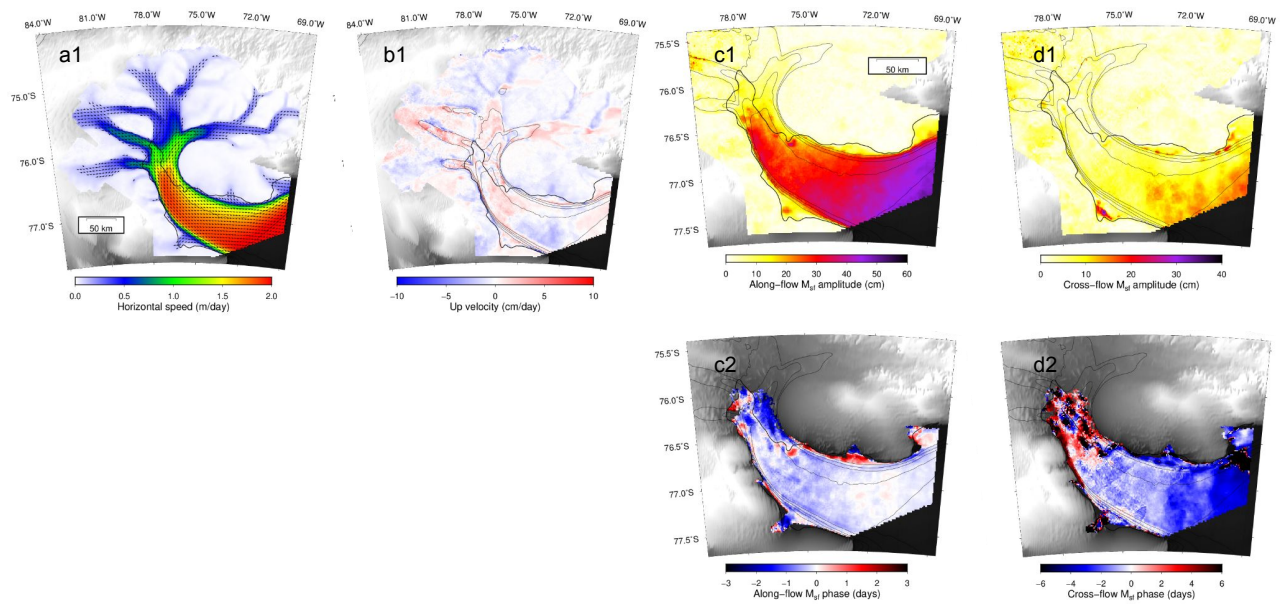 84.0˚W 81.0˚W 78.0˚W 75.0˚W 72.0˚W 69.0˚W
a1
75.0˚S
76.0˚S
77.0˚S
50 km
0.0 0.5 1.0 1.5 2.0
Horizontal speed (m/day)
84.0˚W 81.0˚W 78.0˚W 75.0˚W 72.0˚W 69.0˚W
b1
−10 −5 0 5 10
Up velocity (cm/day)
78.0˚W 75.0˚W 72.0˚W 69.0˚W
75.5˚S
c1
50 km
76.0˚S
76.5˚S
77.0˚S
77.5˚S
0 10 20 30 40 50 60
Along−flow Msf amplitude (cm)
78.0˚W 75.0˚W 72.0˚W 69.0˚W
d1
0 10 20 30 40
Cross−flow Msf amplitude (cm)
75.5˚S
c2
76.0˚S
76.5˚S
77.0˚S
77.5˚S
−3 −2 −1 0 1 2 3
Along−flow Msf phase (days)
d2
−6 −4 −2 0 2 4 6
Cross−flow Msf phase (days)